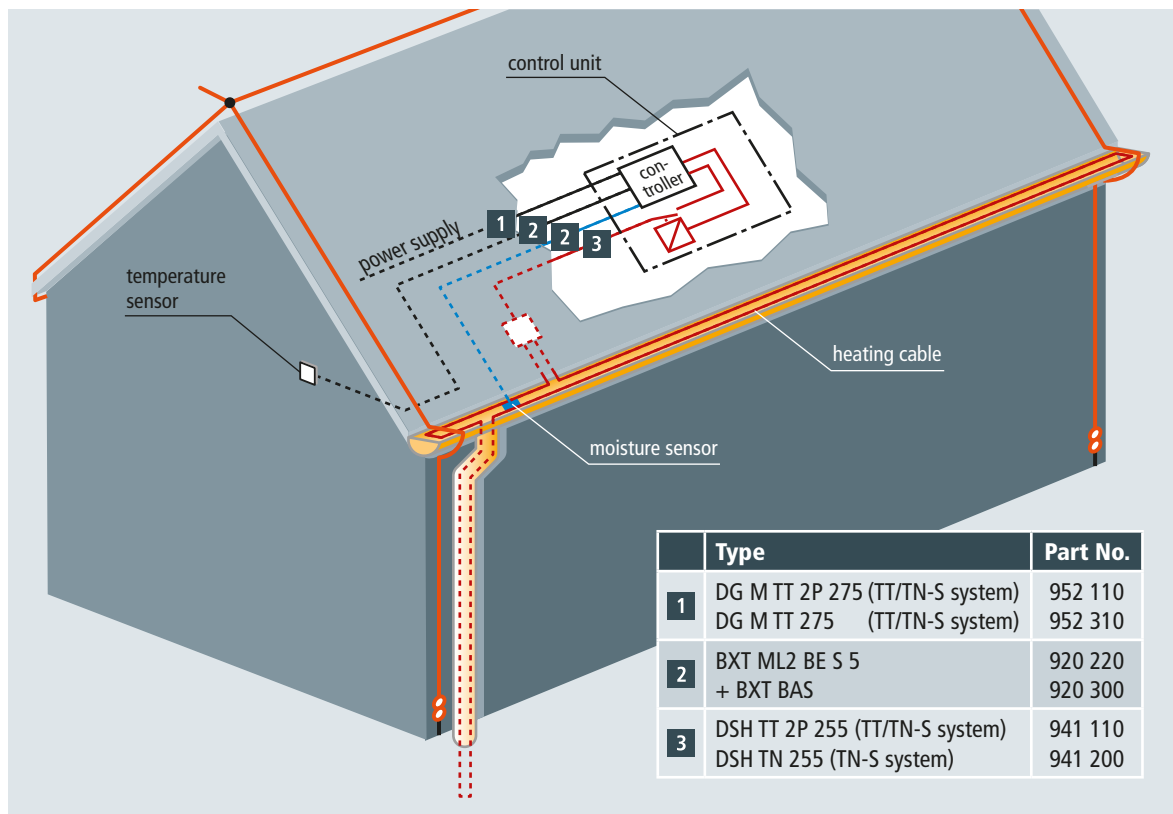 control unit
con-
troller
1
2
2
3
power supply
temperature
sensor
heating cable
moisture sensor
Type Part No.
1 DG M TT 2P 275 (TT/TN-S system) 952 110
DG M TT 275 (TT/TN-S system) 952 310
2 BXT ML2 BE S 5 920 220
+ BXT BAS 920 300
3 DSH TT 2P 255 (TT/TN-S system) 941 110
DSH TN 255 (TN-S system) 941 200